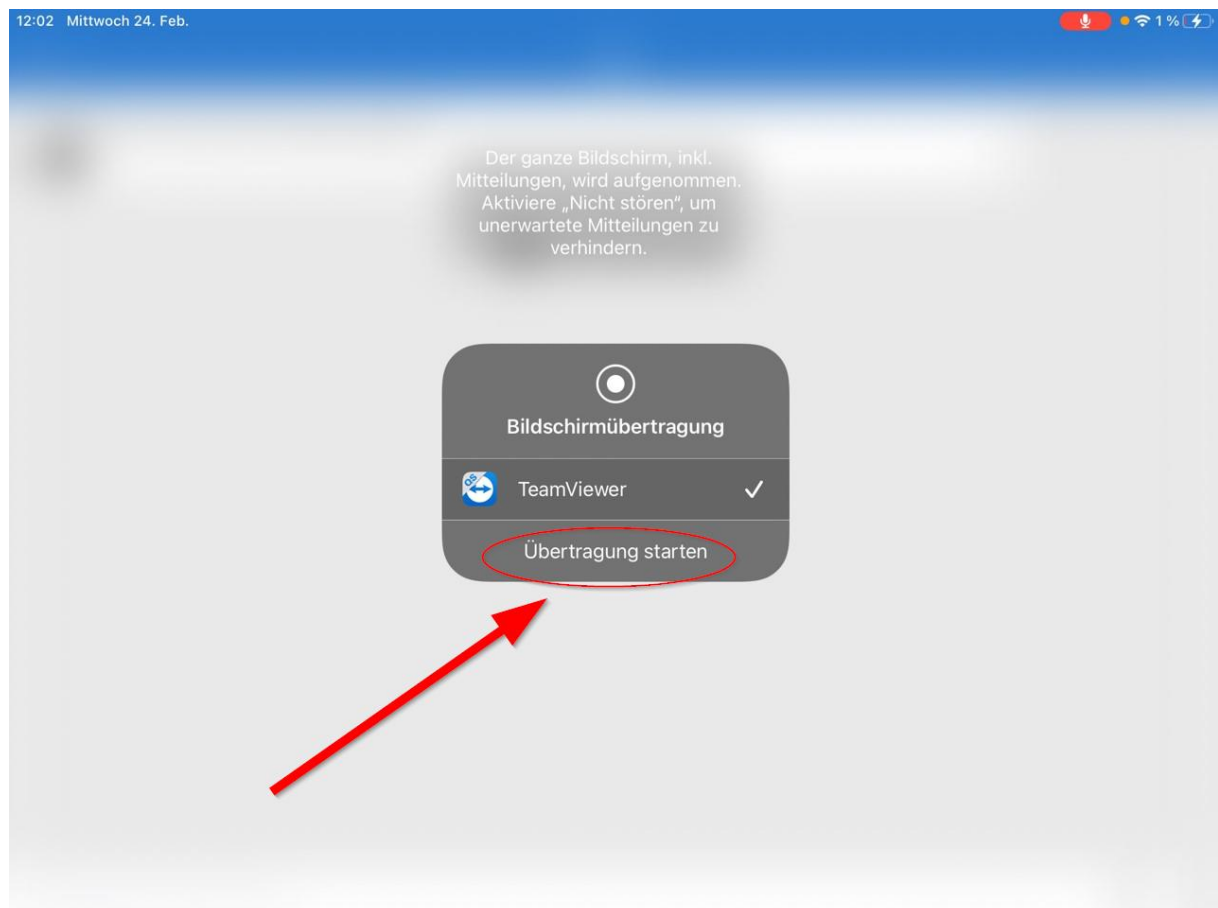 12:02 Mittwoch 24. Feb.
1 %
Der ganze Bildschirm, inkl.
Mitteilungen, wird aufgenommen.
Aktiviere „Nicht stören“, um
unerwartete Mitteilungen zu
verhindern.
Bildschirmübertragung
QS
TeamViewer
Übertragung starten